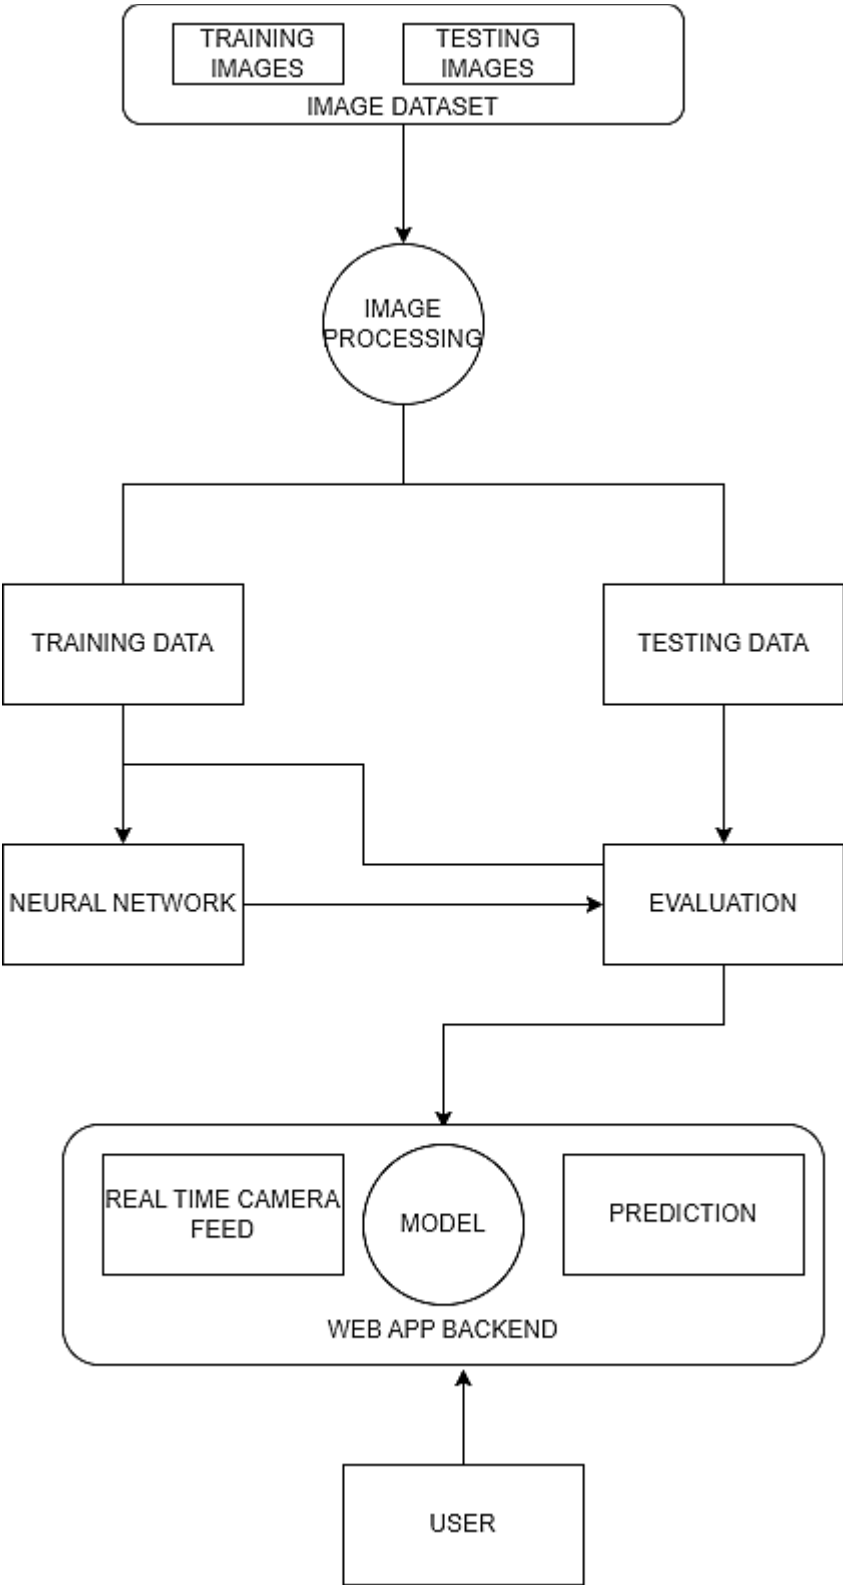 TRAINING
IMAGES
TESTING
IMAGES
IMAGE DATASET
IMAGE
PROCESSING
TRAINING DATA
TESTING DATA
NEURAL NETWORK
EVALUATION
REAL TIME CAMERA
FEED
MODEL
PREDICTION
WEB APP BACKEND
USER